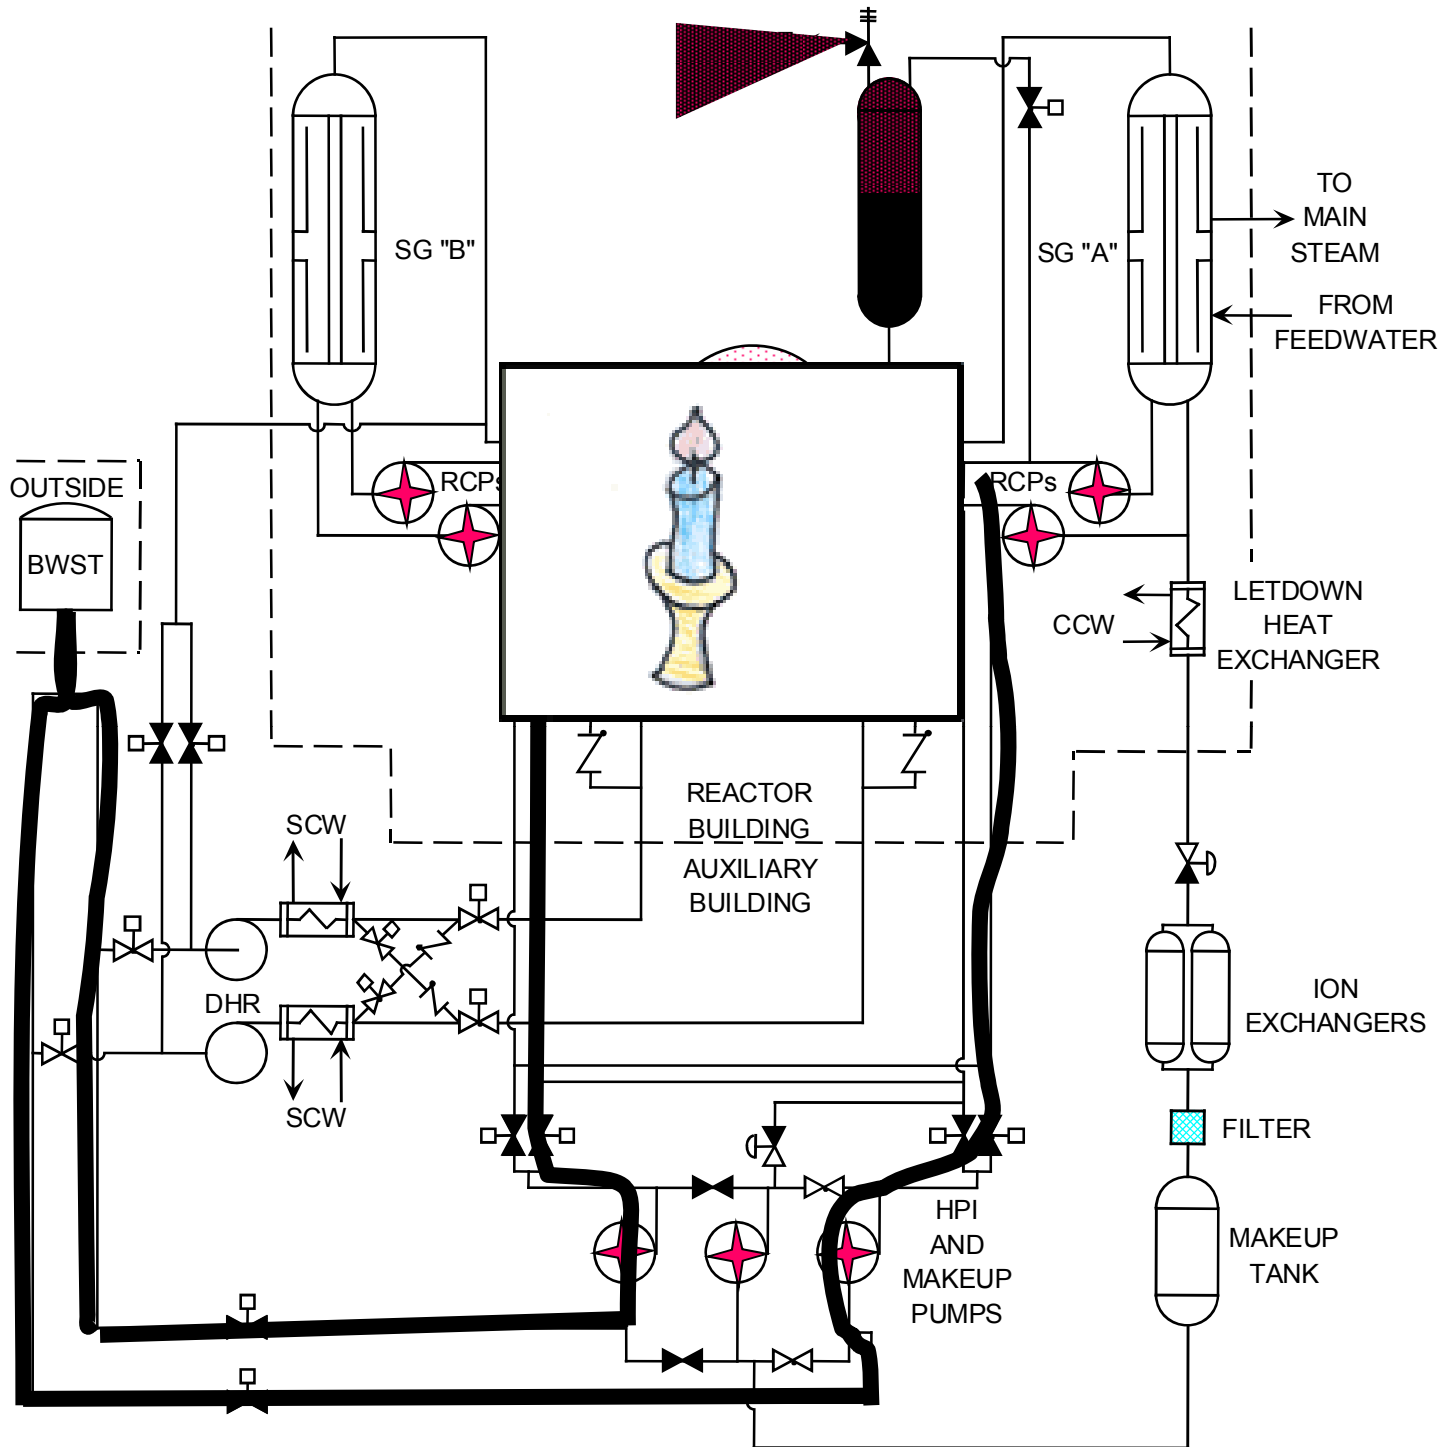 TO
MAIN
STEAM
SG "B"
SG "A"
FROM
FEEDWATER
OUTSIDE
RCPs
RCPs
BWST
LETDOWN
HEAT
EXCHANGER
CCW
REACTOR
BUILDING
AUXILIARY
BUILDING
SCW
DHR
SCW
ION
EXCHANGERS
FILTER
HPI
AND
MAKEUP
PUMPS
MAKEUP
TANK